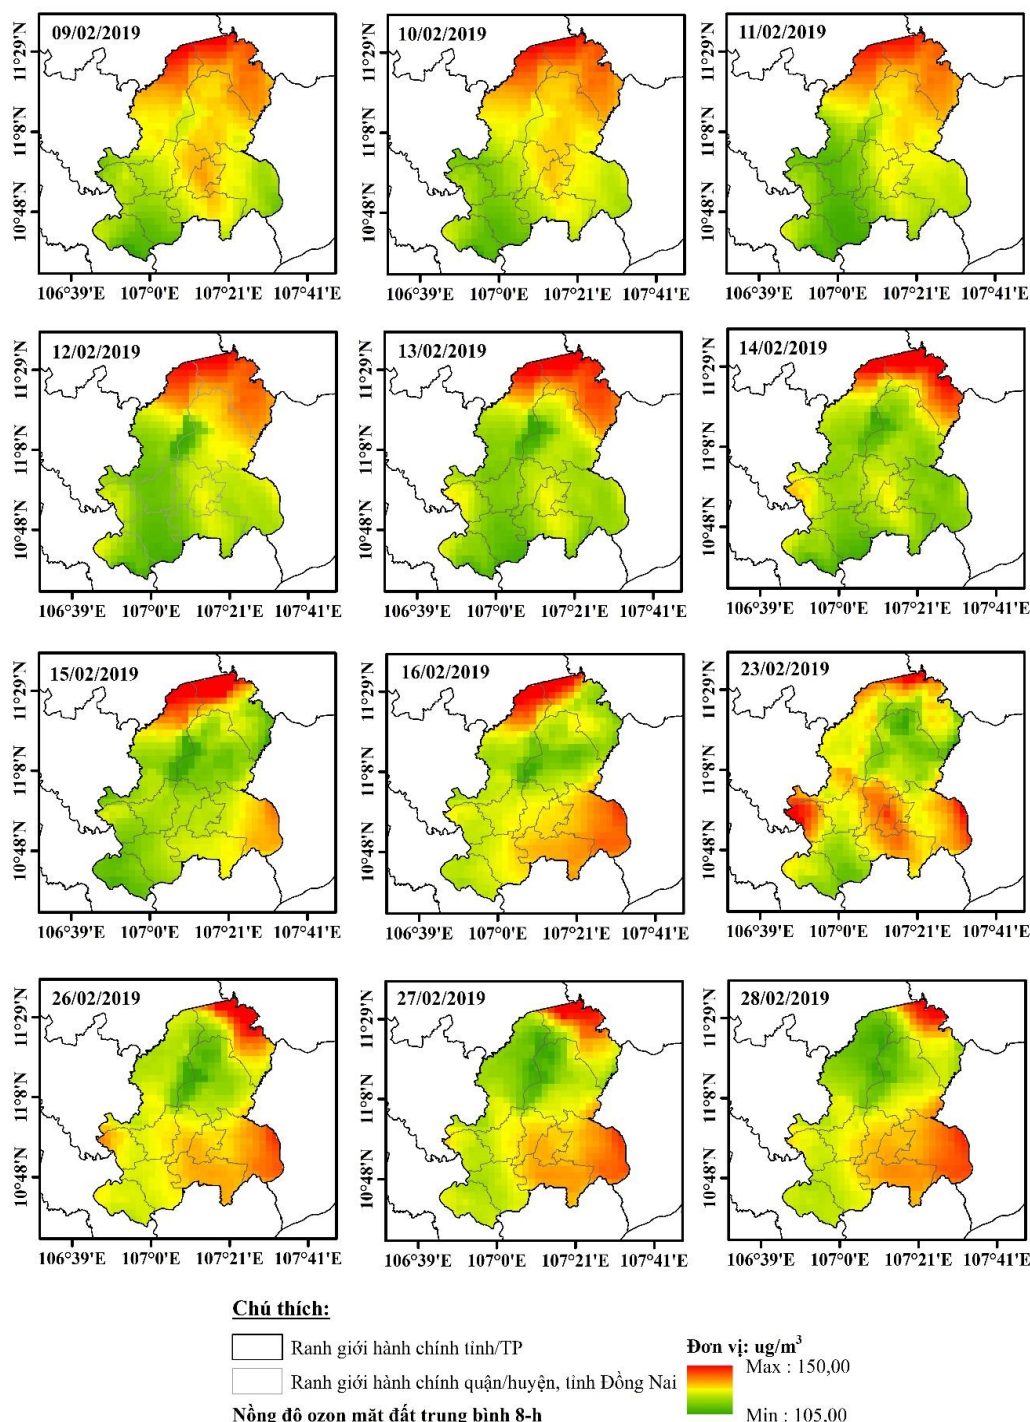 09/02/2019
10/02/2019
11/02/2019
11°29'N
11°8'N
10°48'N
11°29'N
11°8'N
10°48'N
11°29'N
11°8'N
10°48'N
106°39'E 107°0'E 107°21'E 107°41'E
106°39'E 107°0'E 107°21'E 107°41'E
106°39'E 107°0'E 107°21'E 107°41'E
12/02/2019
13/02/2019
14/02/2019
11°29'N
11°8'N
10°48'N
11°29'N
11°8'N
10°48'N
11°29'N
11°8'N
10°48'N
106°39'E 107°0'E 107°21'E 107°41'E
106°39'E 107°0'E 107°21'E 107°41'E
106°39'E 107°0'E 107°21'E 107°41'E
15/02/2019
16/02/2019
23/02/2019
11°29'N
11°8'N
10°48'N
11°29'N
11°8'N
10°48'N
11°29'N
11°8'N
10°48'N
106°39'E 107°0'E 107°21'E 107°41'E
106°39'E 107°0'E 107°21'E 107°41'E
106°39'E 107°0'E 107°21'E 107°41'E
26/02/2019
27/02/2019
28/02/2019
11°29'N
11°8'N
10°48'N
11°29'N
11°8'N
10°48'N
11°29'N
11°8'N
10°48'N
106°39'E 107°0'E 107°21'E 107°41'E
106°39'E 107°0'E 107°21'E 107°41'E
106°39'E 107°0'E 107°21'E 107°41'E
Chú thích:
Ranh giới hành chính tỉnh/TP
Ranh giới hành chính quận/huyện, tỉnh Đồng Nai
Nồng độ ozon mặt đất trung bình 8-h
Đơn vị: ug/m³
Max : 150,00
Min : 105,00